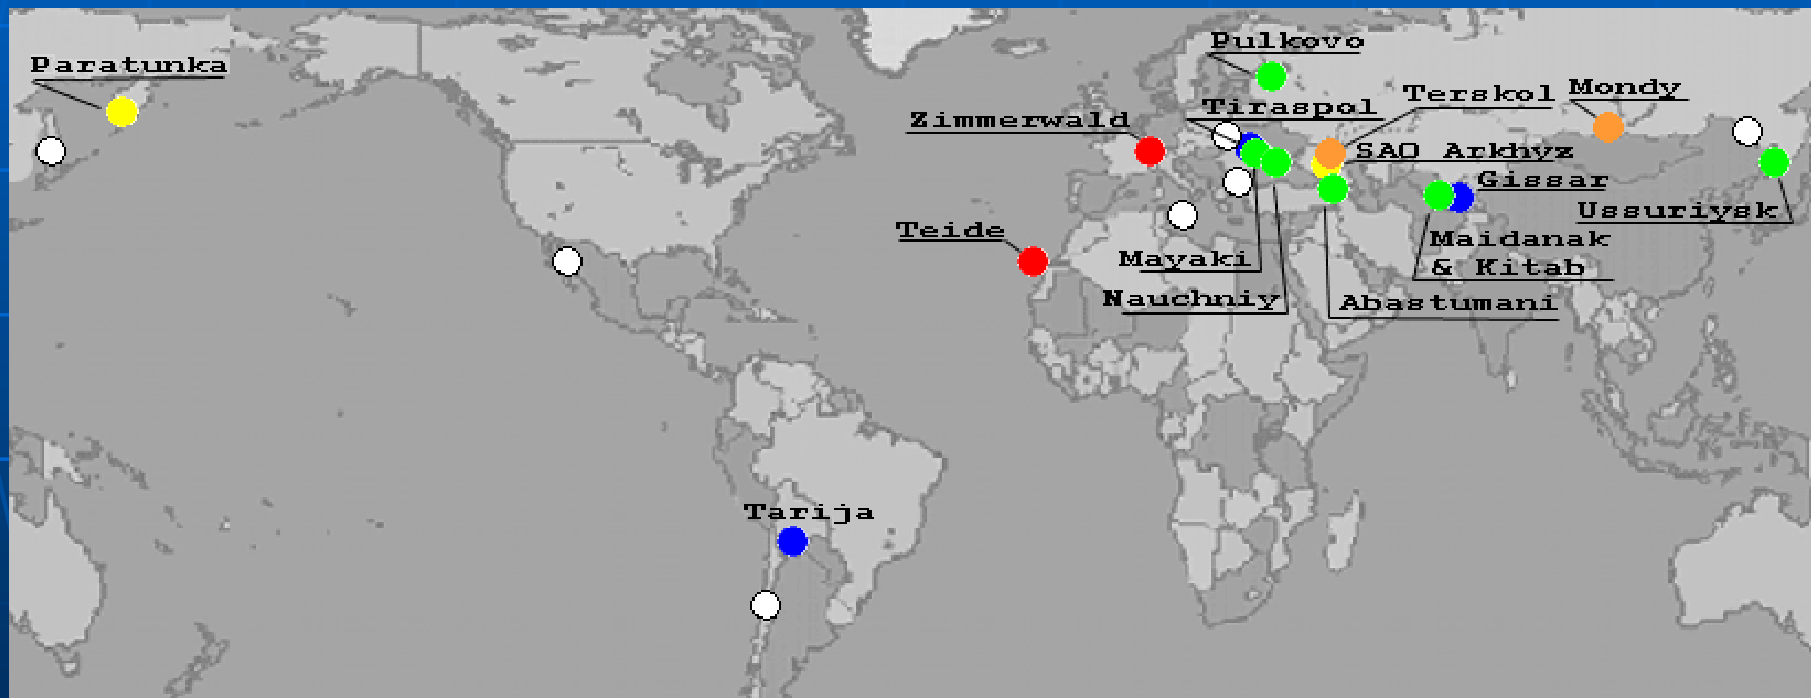 Pulkovo
Paratunka
Mondy
Terskol
Tiraspol
Zimmerwald
SAO Arkhyz
Gissar
Ussuriysk
Teide
Maidanak
& Kitab
Mayaki
Nauchniy
Abastumani
Tarija